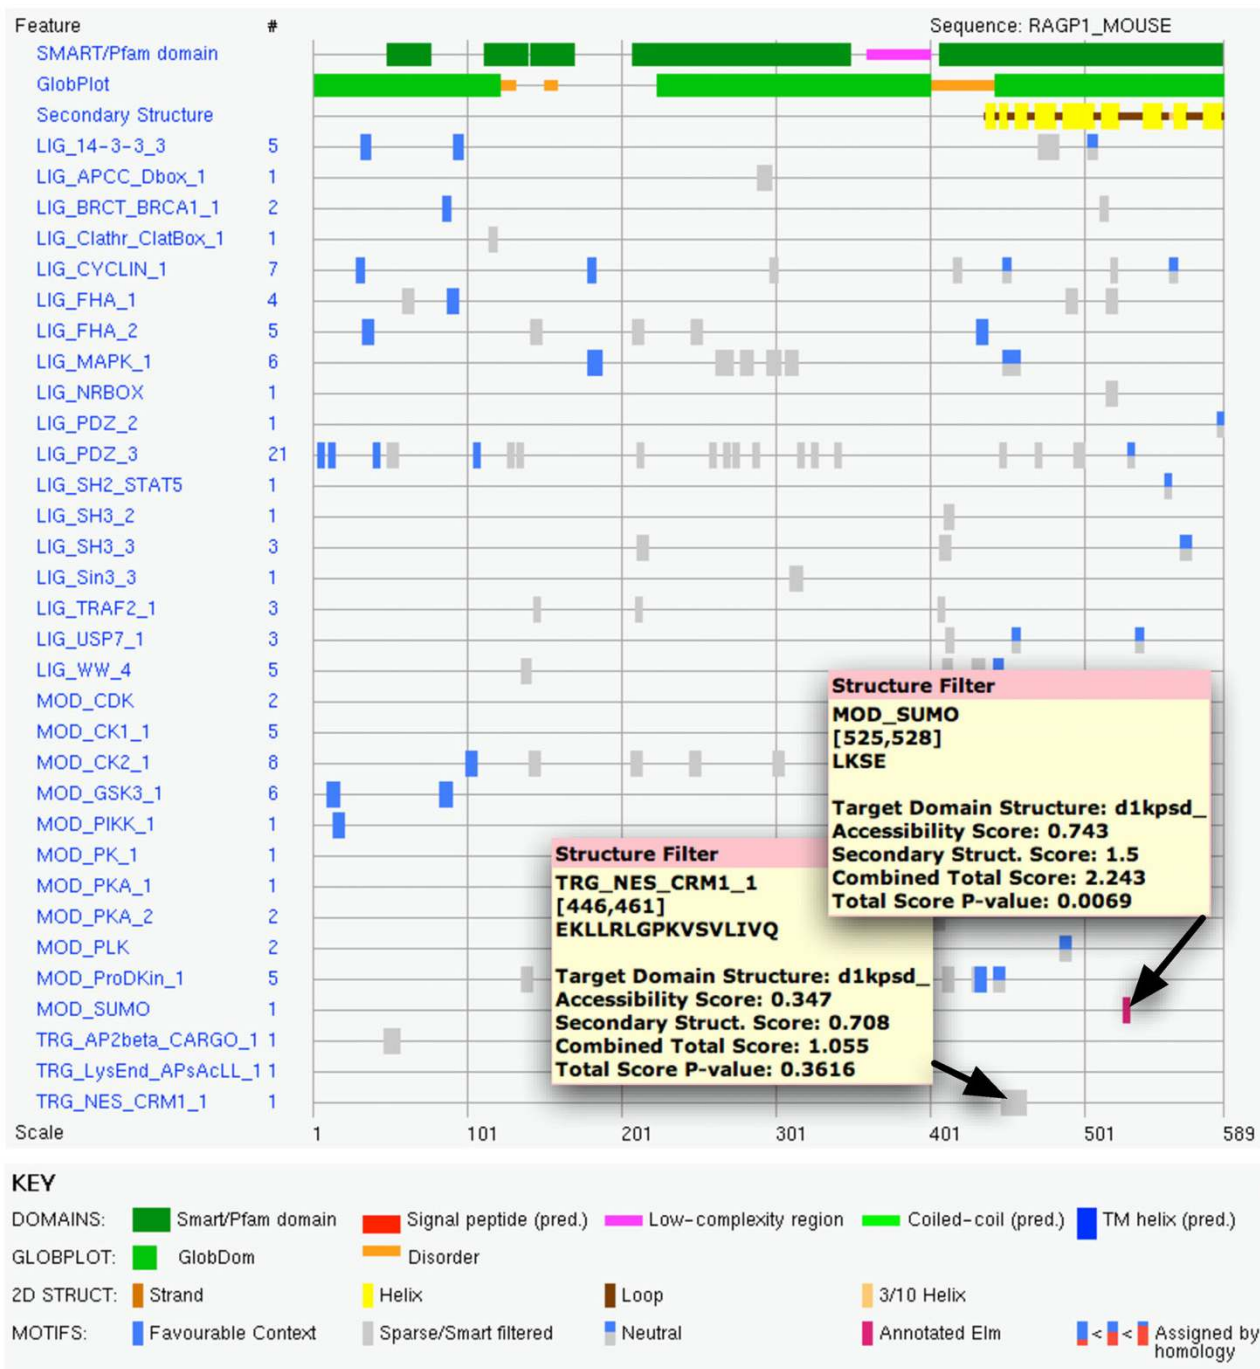 Feature # Sequence: RAGP1_MOUSE
SMART/Pfam domain
GlobPlot
Secondary Structure
LIG_14-3-3_3 5
LIG_APCC_Dbox_1 1
LIG_BRCT_BRCA1_1 2
LIG_Clathr_ClatBox_1 1
LIG_CYCLIN_1 7
LIG_FHA_1 4
LIG_FHA_2 5
LIG_MAPK_1 6
LIG_NRBOX 1
LIG_PDZ_2 1
LIG_PDZ_3 21
LIG_SH2_STAT5 1
LIG_SH3_2 1
LIG_SH3_3 3
LIG_Sin3_3 1
LIG_TRAF2_1 3
LIG_USP7_1 3
LIG_WW_4 5
MOD_CDK 2
MOD_CK1_1 5
MOD_CK2_1 8
MOD_GSK3_1 6
MOD_PIKK_1 1
MOD_PK_1 1
MOD_PKA_1 1
MOD_PKA_2 2
MOD_PLK 2
MOD_ProDKin_1 5
MOD_SUMO 1
TRG_AP2beta_CARGO_1 1
TRG_LysEnd_APsAcLL_1 1
TRG_NES_CRM1_1 1
Scale 1 101 201 301 401 501 589
Structure Filter
MOD_SUMO
[525,528]
LKSE
Target Domain Structure: d1kpsd_
Accessibility Score: 0.743
Secondary Struct. Score: 1.5
Combined Total Score: 2.243
Total Score P-value: 0.0069
Structure Filter
TRG_NES_CRM1_1
[446,461]
EKLLRLGPKVSVLIVQ
Target Domain Structure: d1kpsd_
Accessibility Score: 0.347
Secondary Struct. Score: 0.708
Combined Total Score: 1.055
Total Score P-value: 0.3616
KEY
DOMAINS: Smart/Pfam domain Signal peptide (pred.) Low-complexity region Coiled-coil (pred.) TM helix (pred.)
GLOBPLOT: GlobDom Disorder
2D STRUCT: Strand Helix Loop 3/10 Helix
MOTIFS: Favourable Context Sparse/Smart filtered Neutral Annotated Elm < < Assigned by
homology